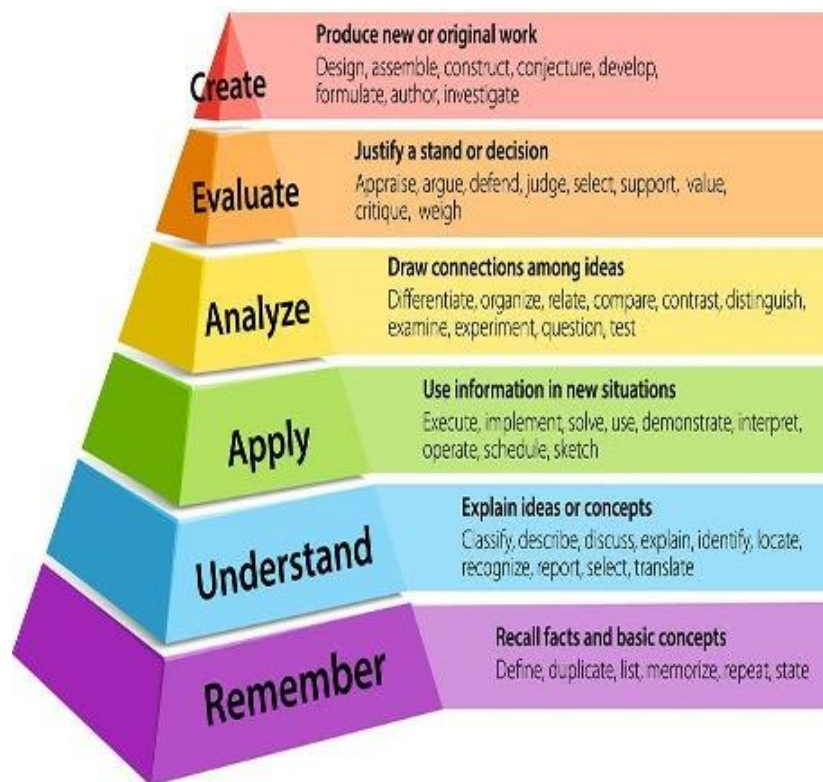 Create
Produce new or original work
Design, assemble, construct, conjecture, develop,
formulate, author, investigate
Evaluate
Justify a stand or decision
Appraise, argue, defend, judge, select, support, value,
critique, weigh
Analyze
Draw connections among ideas
Differentiate, organize, relate, compare, contrast, distinguish,
examine, experiment, question, test
Apply
Use information in new situations
Execute, implement, solve, use, demonstrate, interpret,
operate, schedule, sketch
Understand
Explain ideas or concepts
Classify, describe, discuss, explain, identify, locate,
recognize, report, select, translate
Remember
Recall facts and basic concepts
Define, duplicate, list, memorize, repeat, state